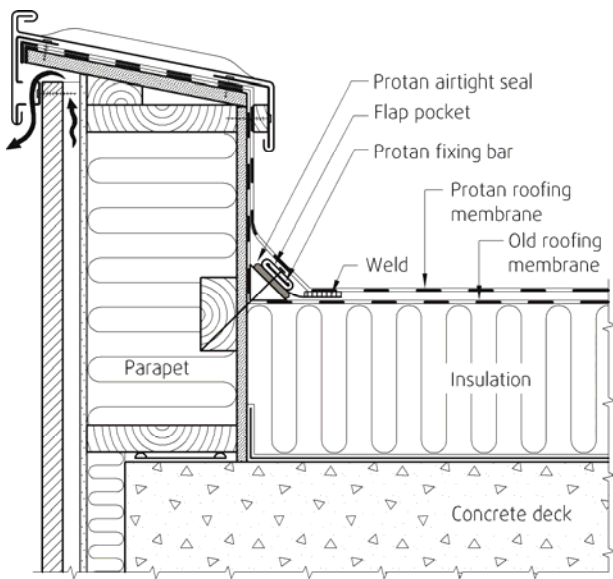 Protan airtight seal
Flap pocket
Protan fixing bar
Protan roofing
membrane
Old roofing
membrane
Weld
Parapet
Insulation
Concrete deck